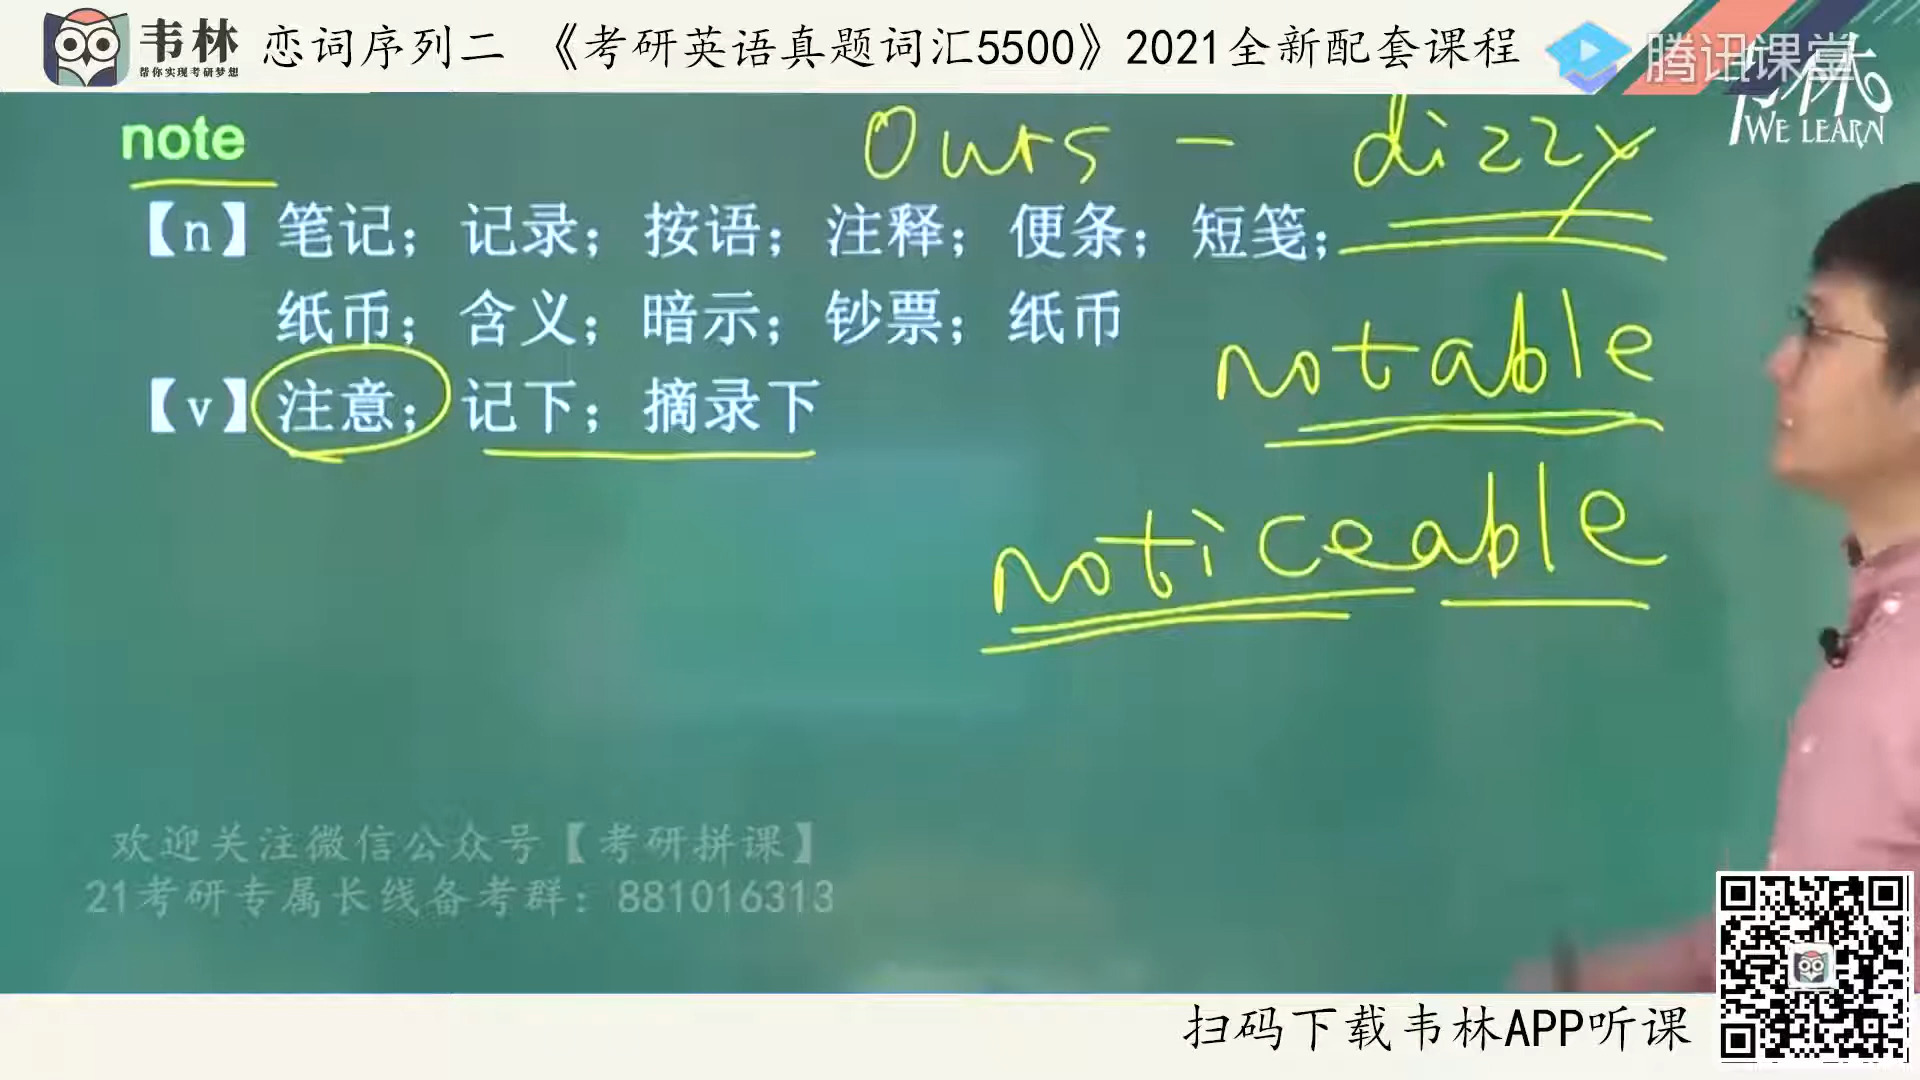 韦林 恋词序列二 《考研英语真题词汇5500》2021全新配套课程
帮你实现考研梦想
腾讯课堂
韦林
WE LEARN
note
Ours - dizzy
【n】笔记；记录；按语；注释；便条；短笺；
纸币；含义；暗示；钞票；纸币
notable
【v】注意；记下；摘录下
noticeable
欢迎关注微信公众号【考研拼课】
21考研专属长线备考群：881016313
扫码下载韦林APP听课